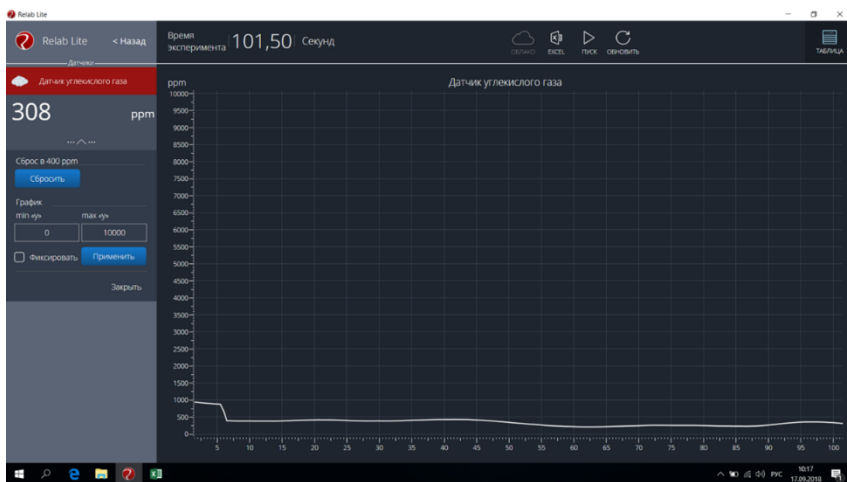 Relab Lite
Relab Lite < Назад
Время эксперимента 101,50 Секунд
ОБЛАКО EXCEL ПУСК ОБНОВИТЬ
ТАБЛИЦА
Датчики
Датчик углекислого газа
308 ppm
Сброс в 400 ppm
Сбросить
График
min «y» max «y»
0 10000
Фиксировать Применить
Закрыть
ppm
Датчик углекислого газа
10000
9500
9000
8500
8000
7500
7000
6500
6000
5500
5000
4500
4000
3500
3000
2500
2000
1500
1000
500
0
5 10 15 20 25 30 35 40 45 50 55 60 65 70 75 80 85 90 95 100
РУС
10:17
17.09.2018